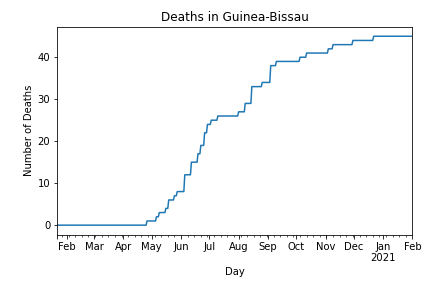 Deaths in Guinea-Bissau
Number of Deaths
40
30
20
10
0
Feb Mar Apr May Jun Jul Aug Sep Oct Nov Dec Jan Feb
2021
Day